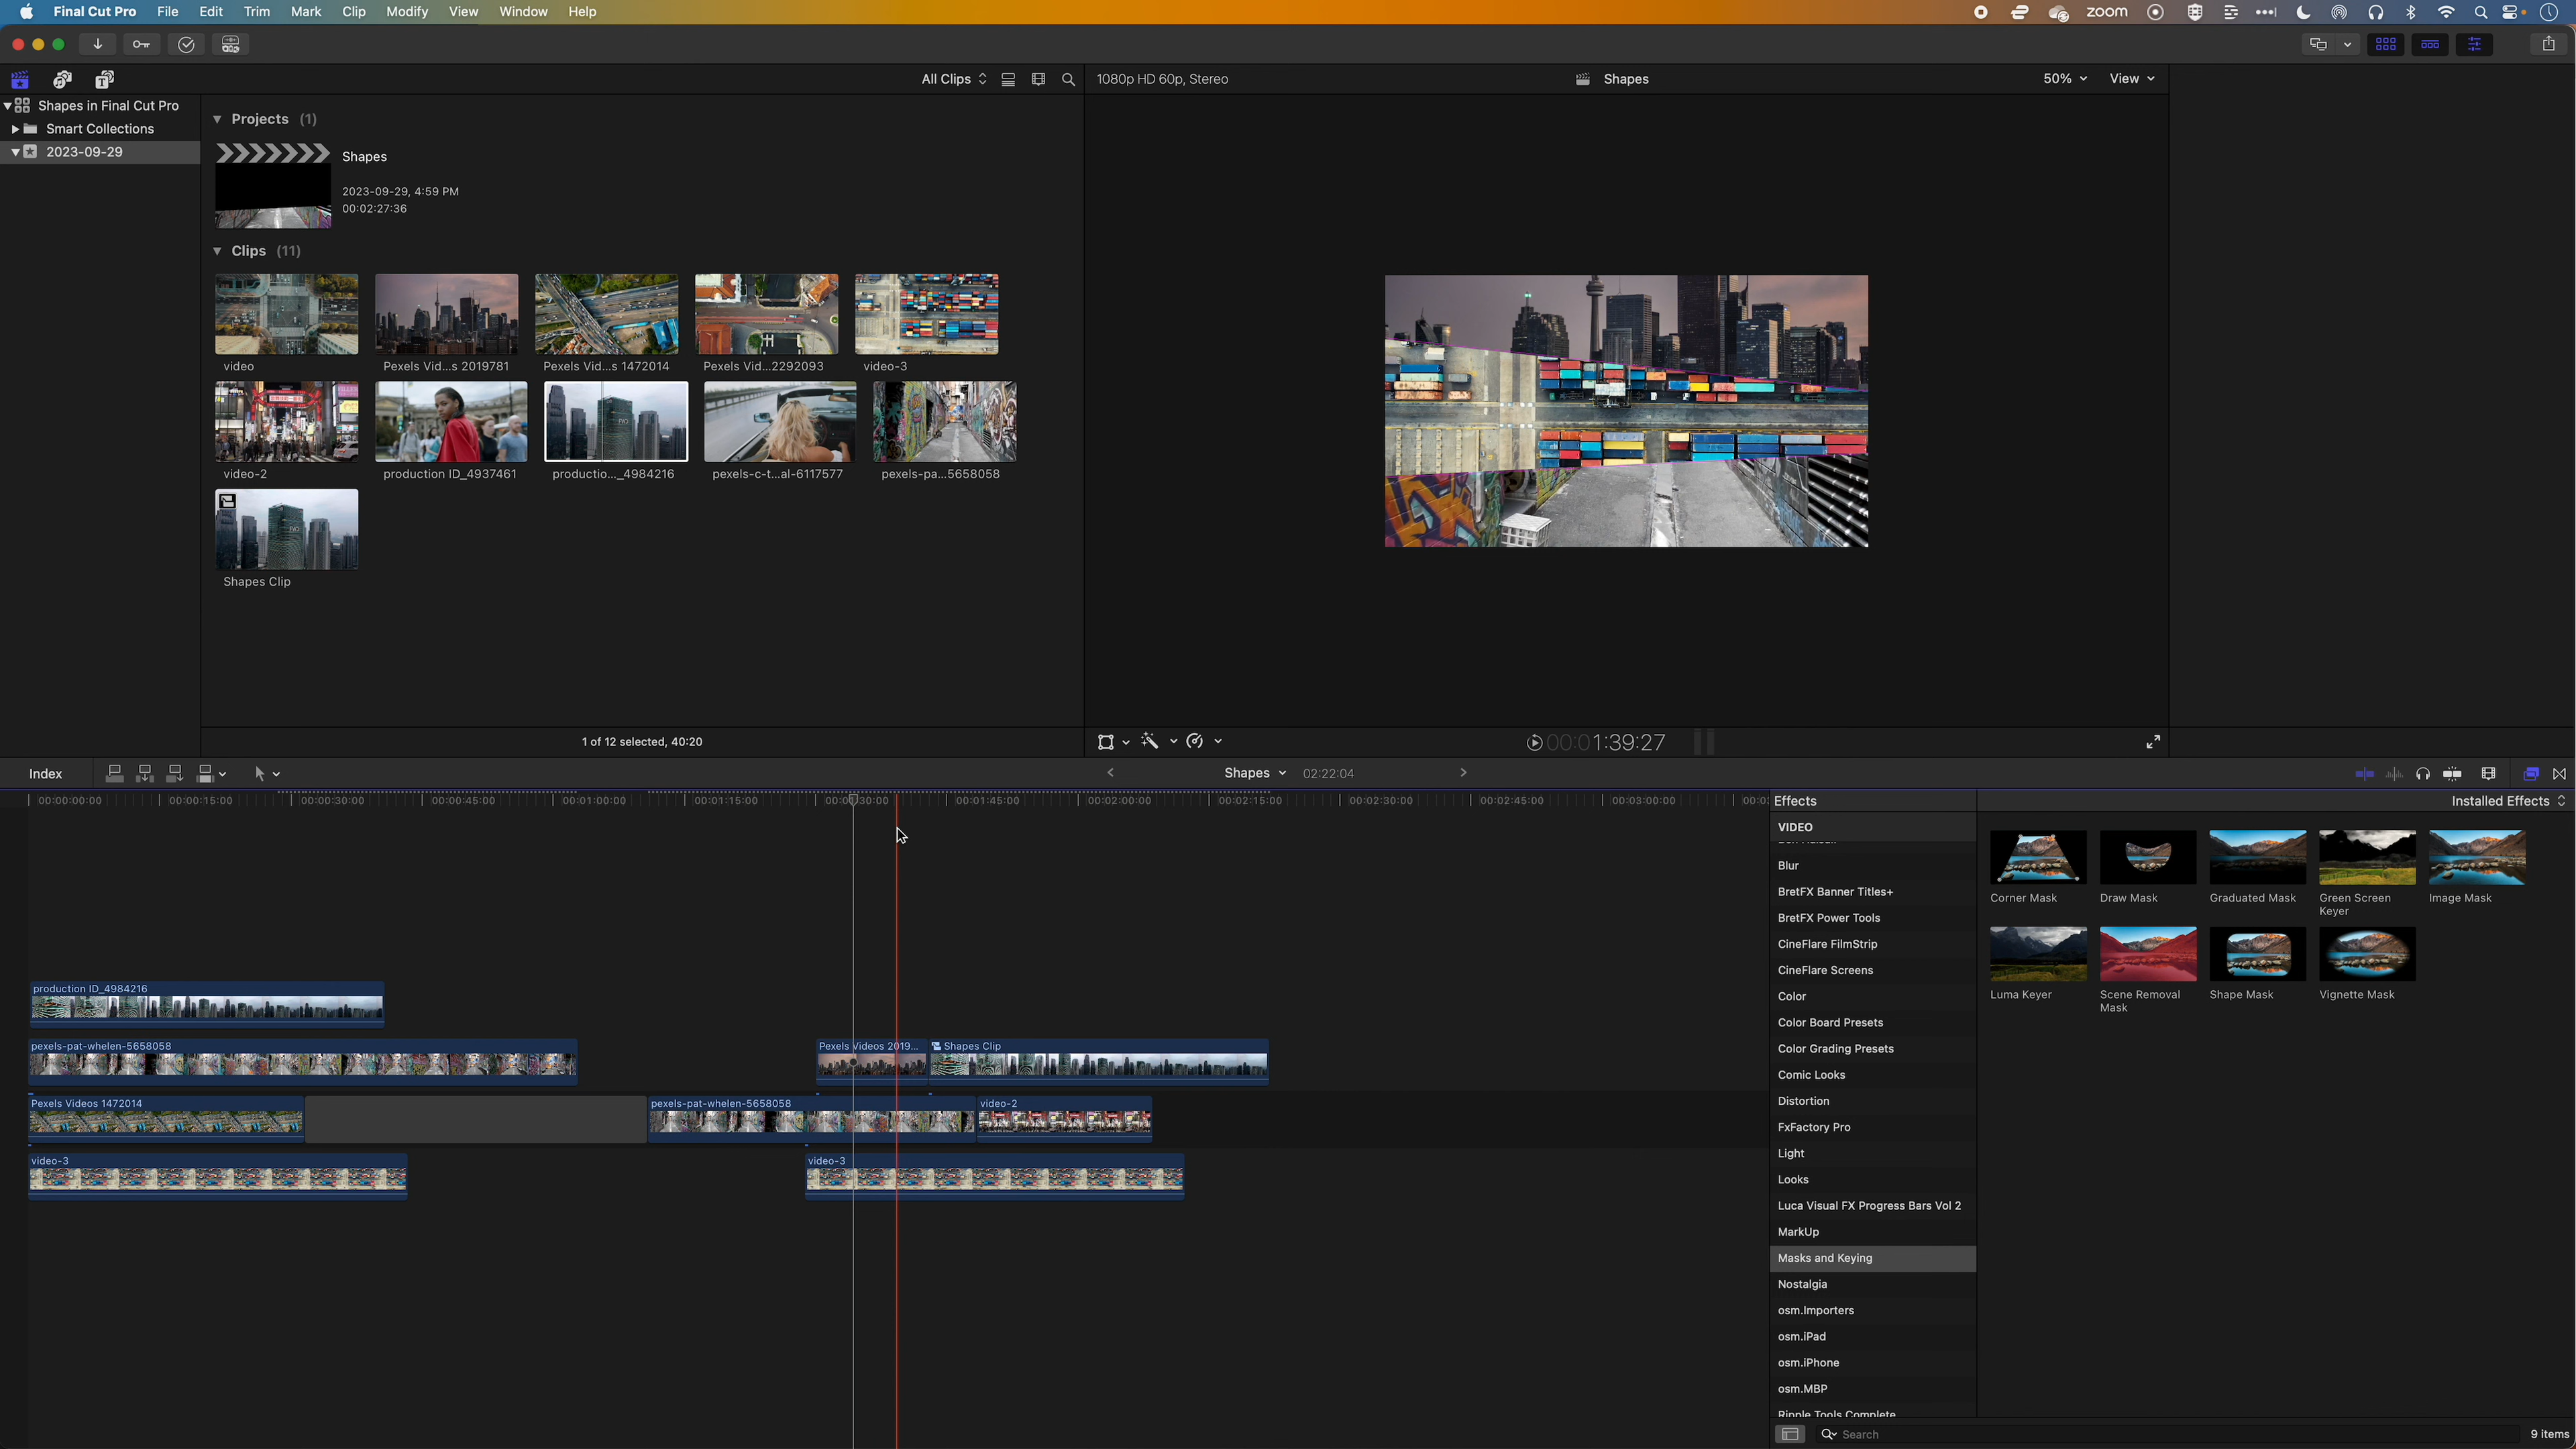 Final Cut Pro File Edit Trim Mark Clip Modify View Window Help zoom
All Clips 1080p HD 60p, Stereo Shapes 50% View
Shapes in Final Cut Pro
Smart Collections
2023-09-29
Projects (1)
Shapes
2023-09-29, 4:59 PM
00:02:27:36
Clips (11)
video Pexels Vid...s 2019781 Pexels Vid...s 1472014 Pexels Vid...2292093 video-3
video-2 production ID_4937461 productio..._4984216 pexels-c-t...al-6117577 pexels-pa...5658058
Shapes Clip
1 of 12 selected, 40:20 00:01:39:27
Index Shapes 02:22:04
00:00:00:00 00:00:15:00 00:00:30:00 00:00:45:00 00:01:00:00 00:01:15:00 00:01:45:00 00:02:00:00 00:02:15:00 00:02:30:00 00:02:45:00 00:03:00:00
Effects Installed Effects
VIDEO
Blur
BretFX Banner Titles+
BretFX Power Tools
CineFlare FilmStrip
CineFlare Screens
Color
Color Board Presets
Color Grading Presets
Comic Looks
Distortion
FxFactory Pro
Light
Looks
Luca Visual FX Progress Bars Vol 2
MarkUp
Masks and Keying
Nostalgia
osm.Importers
osm.iPad
osm.iPhone
osm.MBP
Ripple Tools Complete
Corner Mask Draw Mask Graduated Mask Green Screen Keyer Image Mask
Luma Keyer Scene Removal Mask Shape Mask Vignette Mask
production ID_4984216
pexels-pat-whelen-5658058 Pexels Videos 2019... Shapes Clip
Pexels Videos 1472014 pexels-pat-whelen-5658058 video-2
video-3 video-3
Search 9 items